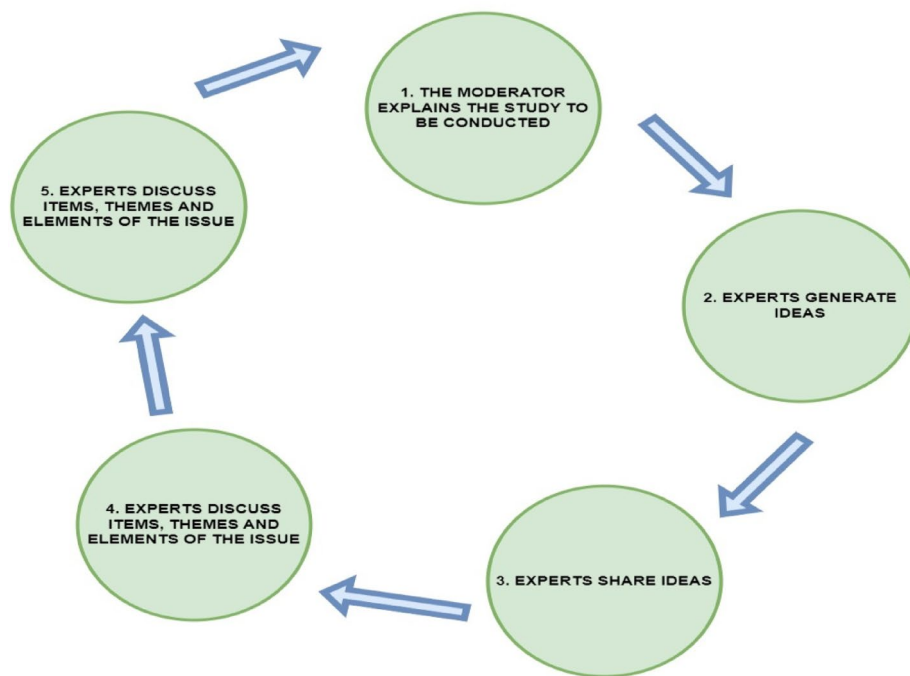 1. THE MODERATOR
EXPLAINS THE STUDY TO
BE CONDUCTED
2. EXPERTS GENERATE
IDEAS
3. EXPERTS SHARE IDEAS
4. EXPERTS DISCUSS
ITEMS, THEMES AND
ELEMENTS OF THE ISSUE
5. EXPERTS DISCUSS
ITEMS, THEMES AND
ELEMENTS OF THE ISSUE